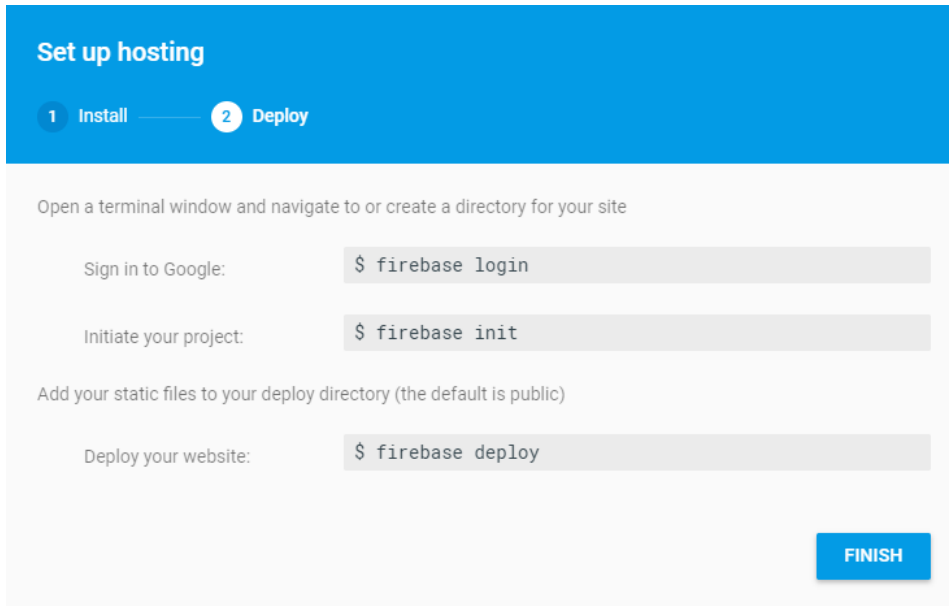 Set up hosting
1 Install 2 Deploy
Open a terminal window and navigate to or create a directory for your site
Sign in to Google: $ firebase login
Initiate your project: $ firebase init
Add your static files to your deploy directory (the default is public)
Deploy your website: $ firebase deploy
FINISH